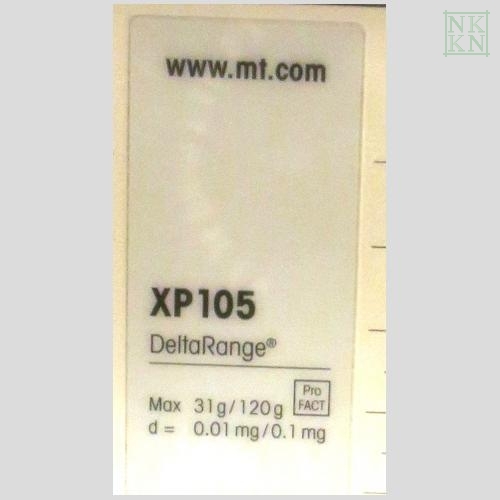 NK
KN
www.mt.com
XP105
DeltaRange®
Pro
FACT
Max 31g/120g
d = 0.01mg/0.1mg